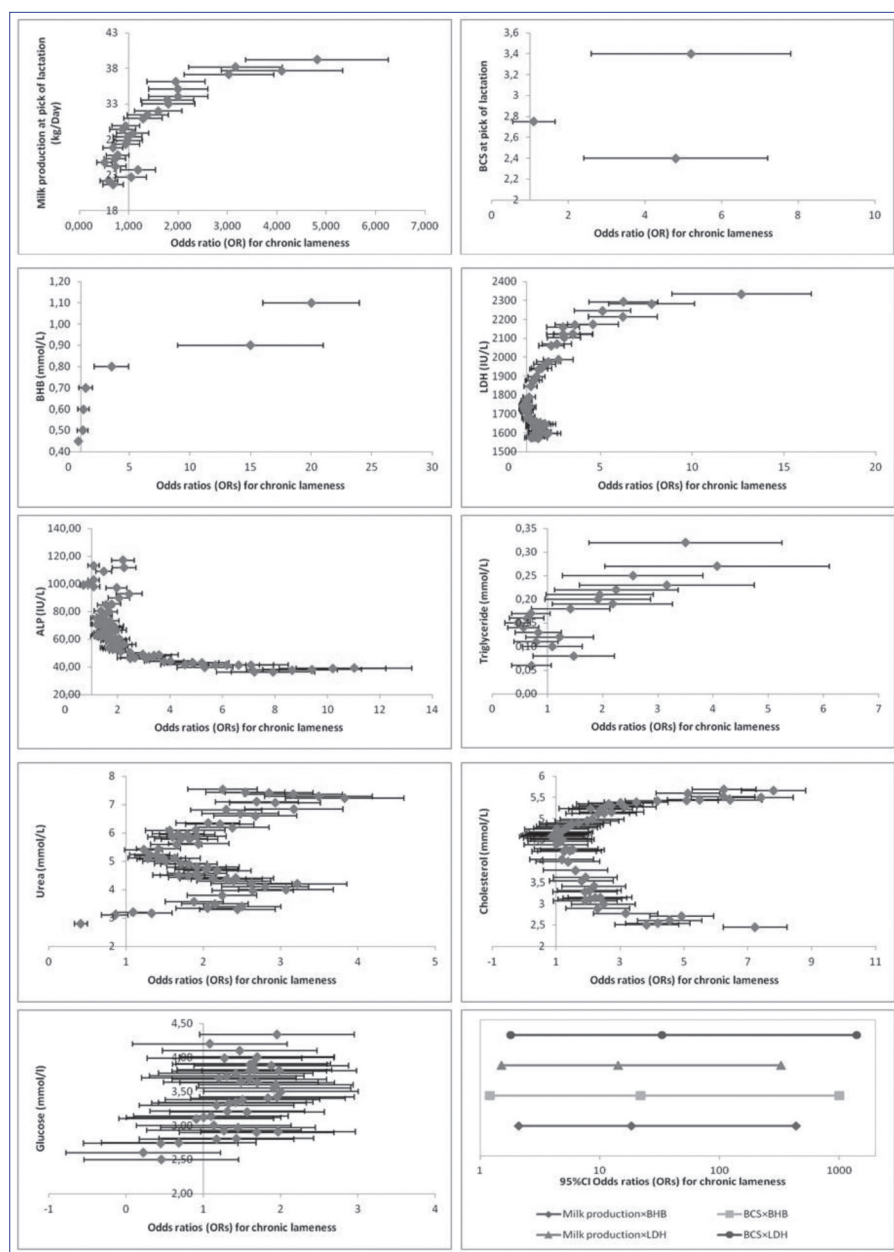 Milk production at pick of lactation
(kg/Day)
43
38
33
23
18
0,000 1,000 2,000 3,000 4,000 5,000 6,000 7,000
Odds ratio (OR) for chronic lameness
BCS at pick of lactation
3,6
3,4
3,2
3
2,8
2,6
2,4
2,2
2
0 2 4 6 8 10
Odds ratio (OR) for chronic lameness
BHB (mmol/L)
1,20
1,10
1,00
0,90
0,80
0,70
0,60
0,50
0,40
0 5 10 15 20 25 30
Odds ratios (ORs) for chronic lameness
LDH (IU/L)
2400
2300
2200
2100
2000
1900
1800
1700
1600
1500
0 5 10 15 20
Odds ratios (ORs) for chronic lameness
ALP (IU/L)
140,00
120,00
100,00
80,00
60,00
40,00
20,00
0 2 4 6 8 10 12 14
Odds ratios (ORs) for chronic lameness
Triglyceride (mmol/L)
0,35
0,30
0,25
0,20
0,15
0,10
0,05
0,00
0 1 2 3 4 5 6 7
Odds ratios (ORs) for chronic lameness
Urea (mmol/L)
8
7
6
5
4
3
2
0 1 2 3 4 5
Odds ratios (ORs) for chronic lameness
Cholesterol (mmol/L)
6
5,5
5
4
3,5
3
2,5
2
-1 1 3 5 7 9 11
Odds ratios (ORs) for chronic lameness
Glucose (mmol/l)
4,50
4,00
3,50
3,00
2,50
2,00
-1 0 1 2 3 4
Odds ratios (ORs) for chronic lameness
1 10 100 1000
95%CI Odds ratios (ORs) for chronic lameness
Milk production×BHB BCS×BHB
Milk production×LDH BCS×LDH